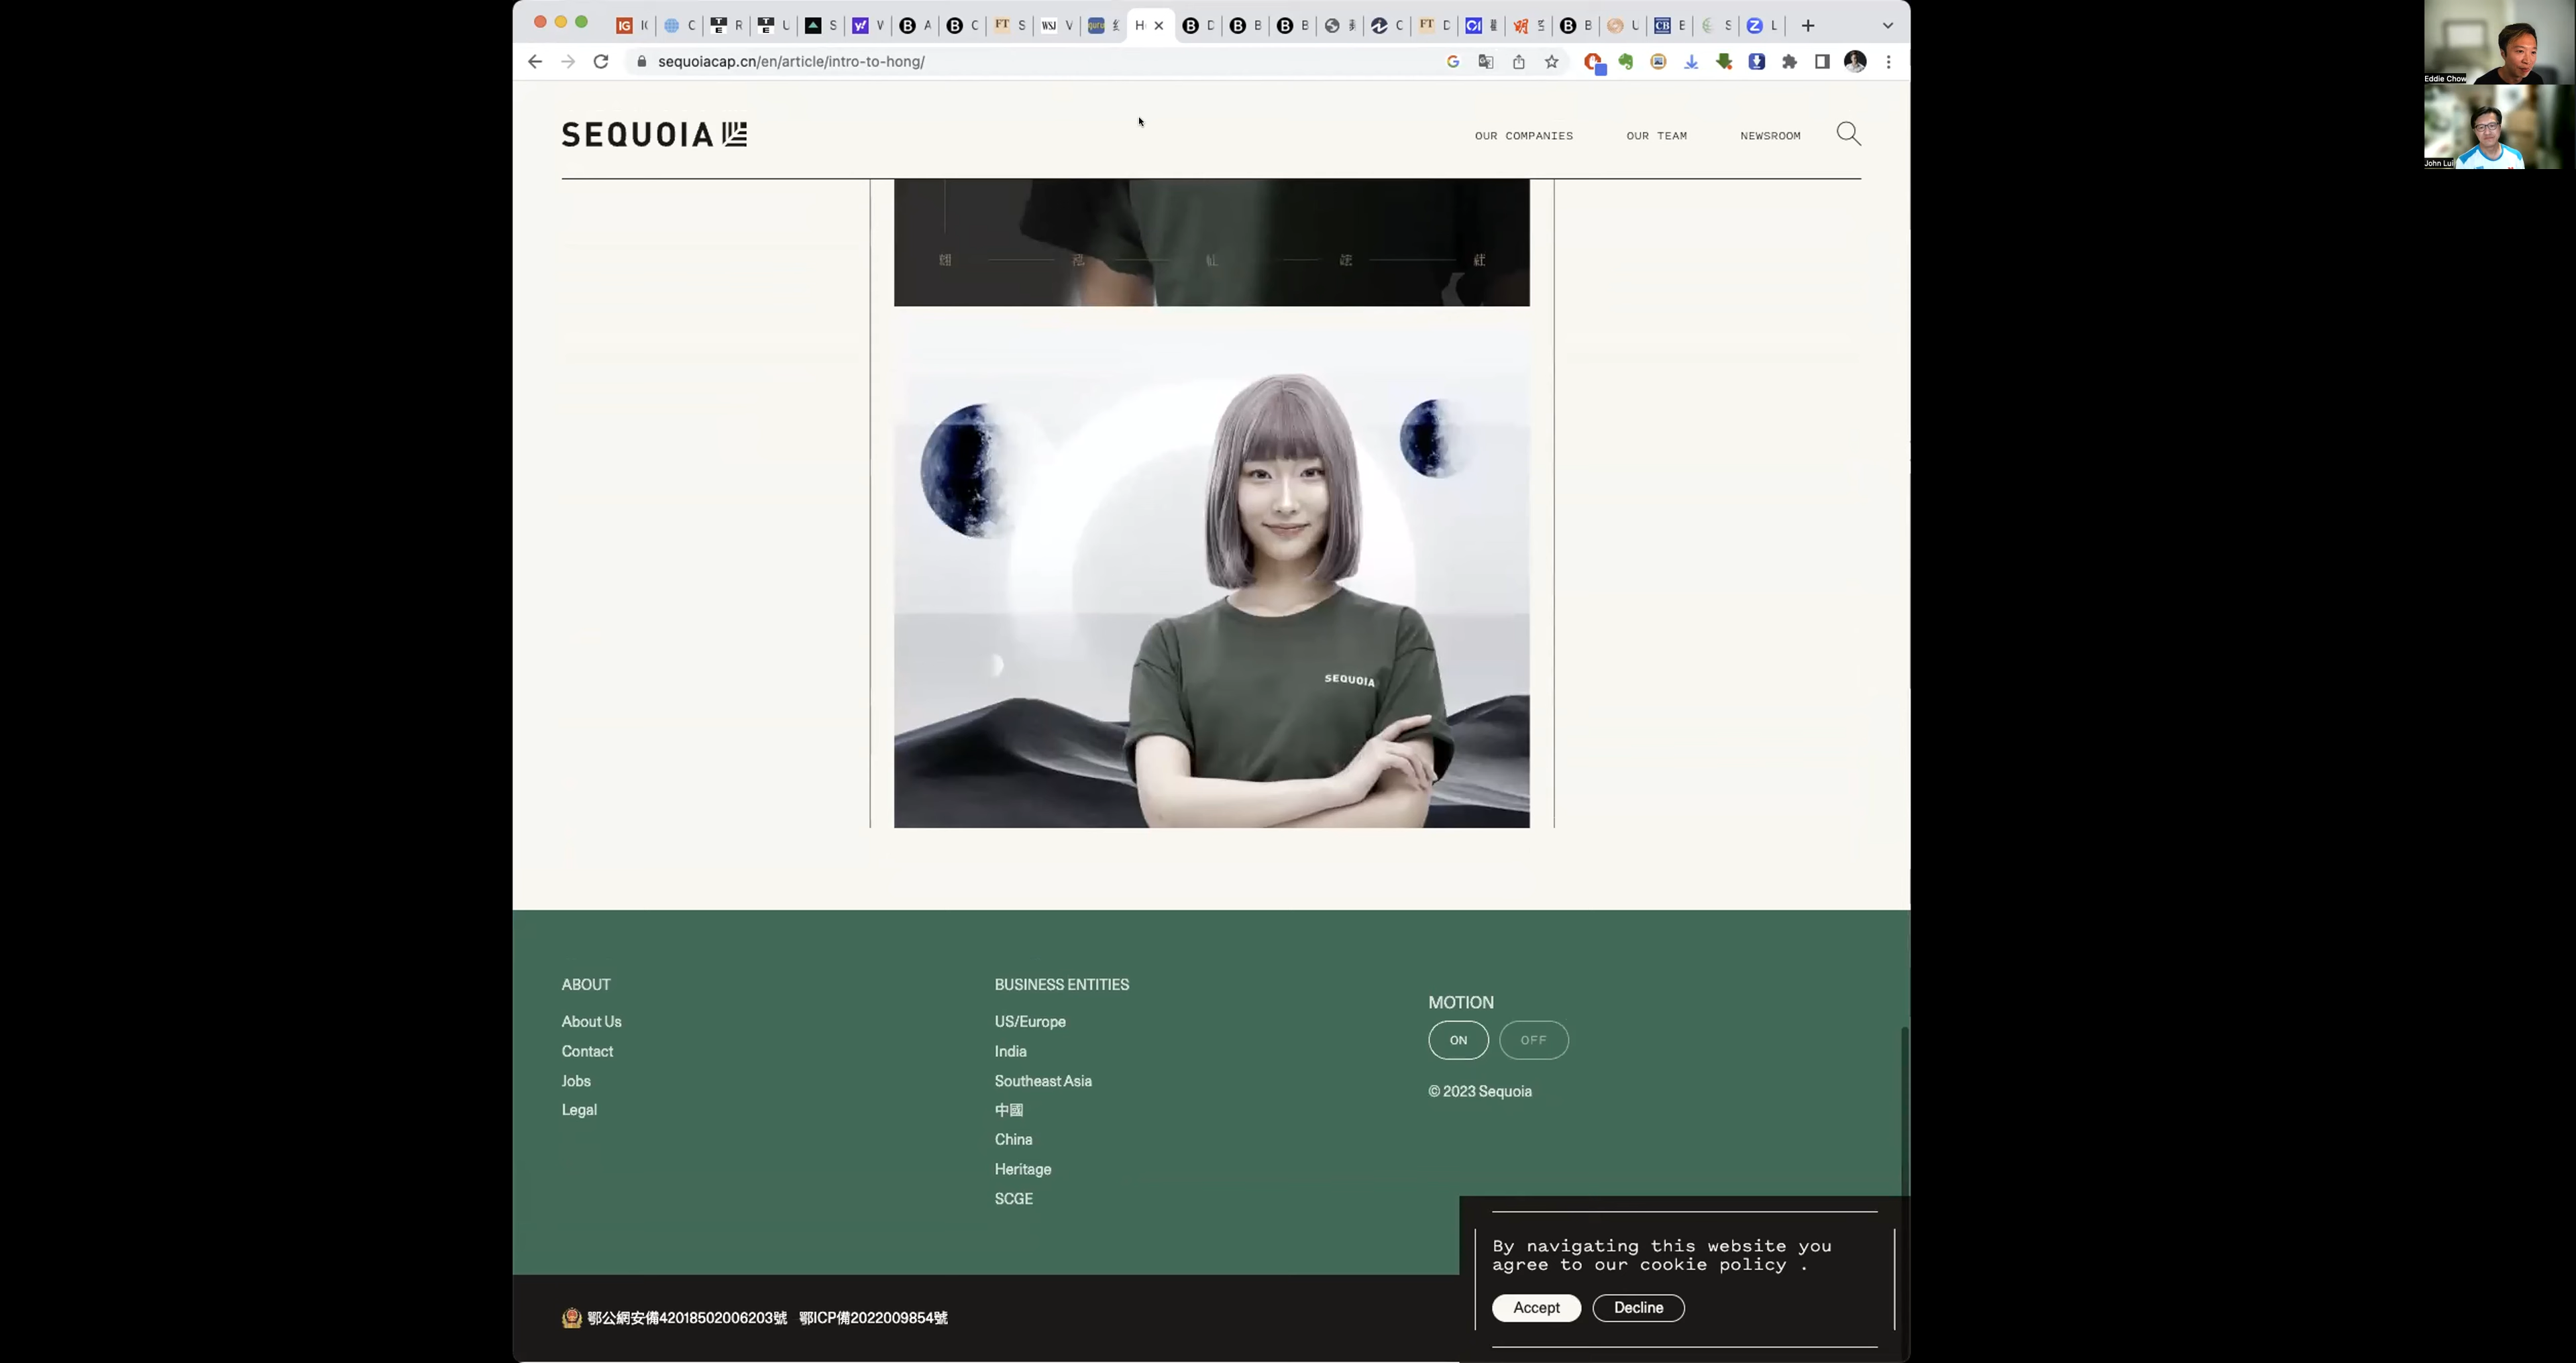 sequoiacap.cn/en/article/intro-to-hong/
SEQUOIA
OUR COMPANIES
OUR TEAM
NEWSROOM
SEQUOIA
ABOUT
About Us
Contact
Jobs
Legal
BUSINESS ENTITIES
US/Europe
India
Southeast Asia
中國
China
Heritage
SCGE
MOTION
ON
OFF
© 2023 Sequoia
By navigating this website you
agree to our cookie policy .
Accept
Decline
鄂公網安備42018502006203號 鄂ICP備2022009854號
Eddie Chow
John Lui